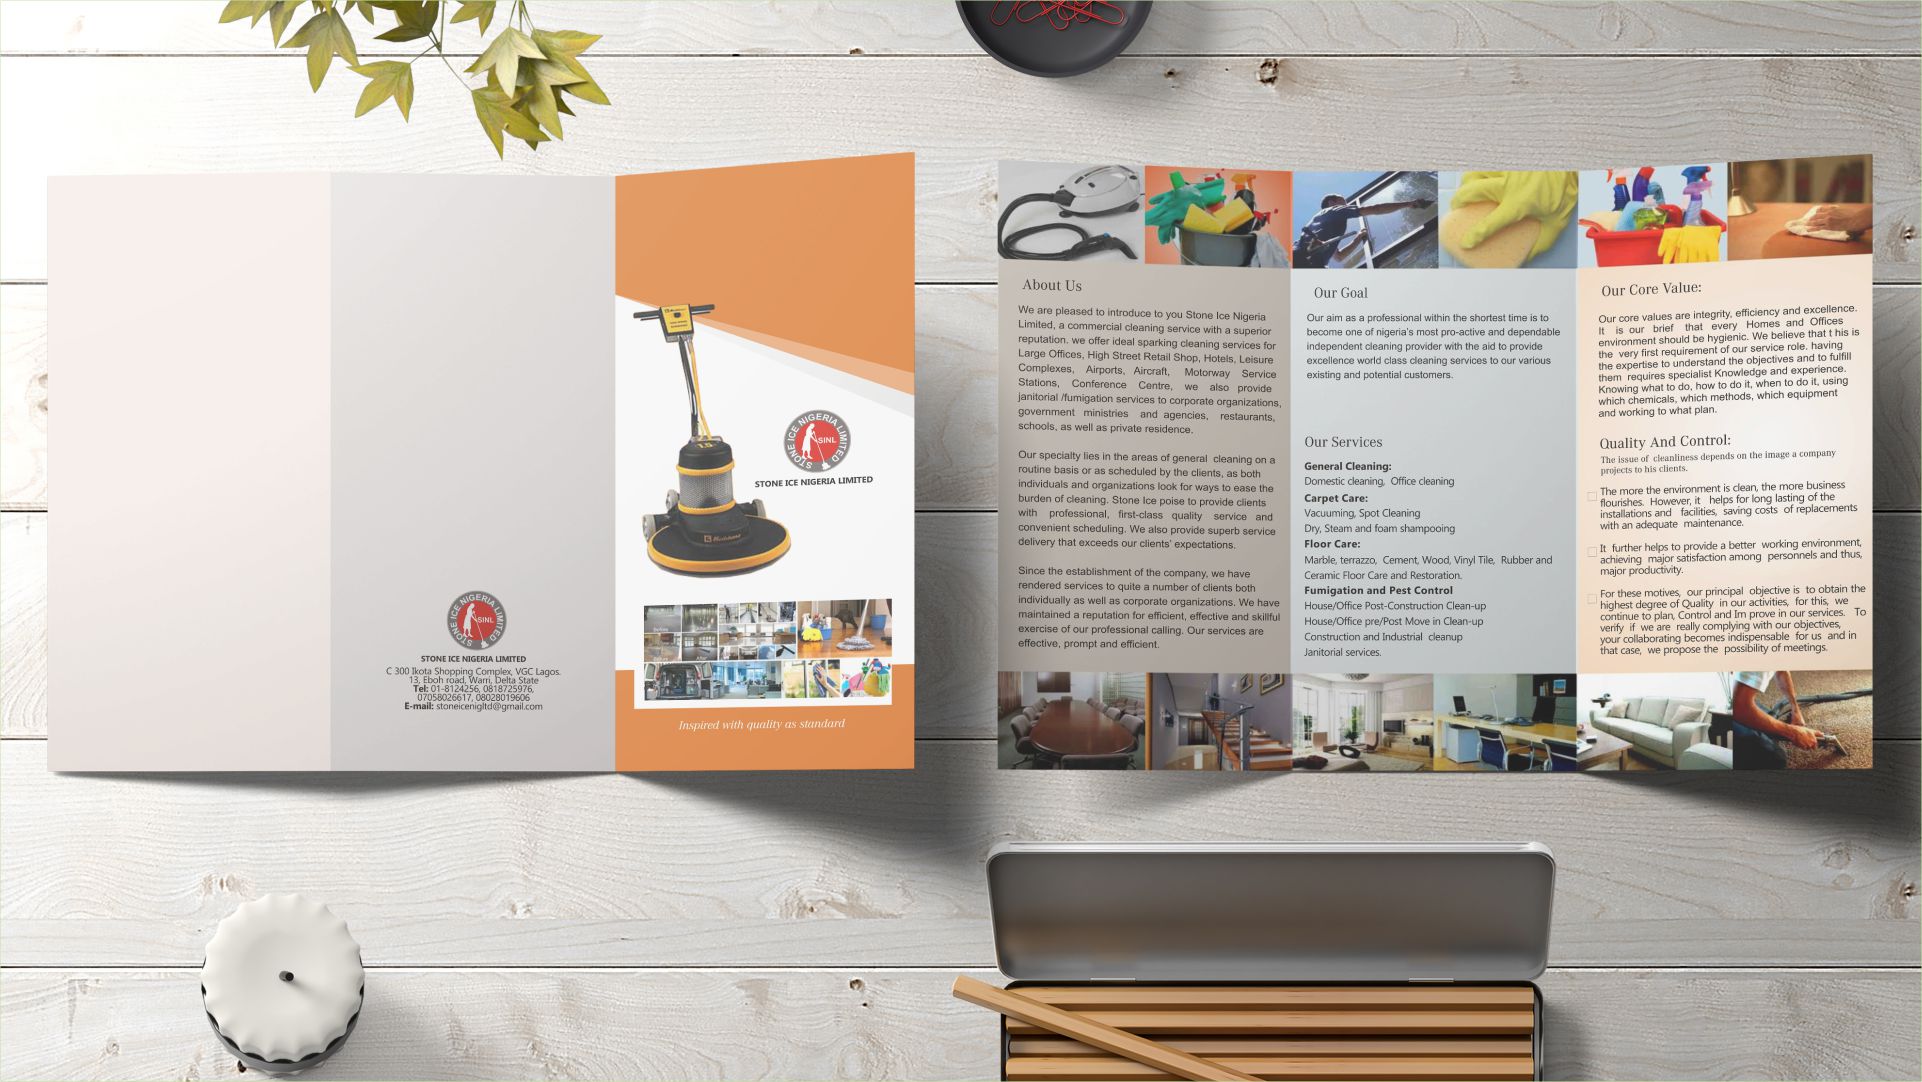 STONE ICE NIGERIA LIMITED
SINL
STONE ICE NIGERIA LIMITED
C 300 Ikota Shopping Complex, VGC Lagos.
13, Eboh road, Warri, Delta State
Tel: 01-8124256, 0818725976,
07058026617, 08028019606
E-mail: stoneicenigltd@gmail.com
STONE ICE NIGERIA LIMITED
SINL
STONE ICE NIGERIA LIMITED
Inspired with quality as standard
About Us
We are pleased to introduce to you Stone Ice Nigeria
Limited, a commercial cleaning service with a superior
reputation. we offer ideal sparking cleaning services for
Large Offices, High Street Retail Shop, Hotels, Leisure
Complexes, Airports, Aircraft, Motorway Service
Stations, Conference Centre, we also provide
janitorial /fumigation services to corporate organizations,
government ministries and agencies, restaurants,
schools, as well as private residence.
Our specialty lies in the areas of general cleaning on a
routine basis or as scheduled by the clients, as both
individuals and organizations look for ways to ease the
burden of cleaning. Stone Ice poise to provide clients
with professional, first-class quality service and
convenient scheduling. We also provide superb service
delivery that exceeds our clients' expectations.
Since the establishment of the company, we have
rendered services to quite a number of clients both
individually as well as corporate organizations. We have
maintained a reputation for efficient, effective and skillful
exercise of our professional calling. Our services are
effective, prompt and efficient.
Our Goal
Our aim as a professional within the shortest time is to
become one of nigeria's most pro-active and dependable
independent cleaning provider with the aid to provide
excellence world class cleaning services to our various
existing and potential customers.
Our Services
General Cleaning:
Domestic cleaning, Office cleaning
Carpet Care:
Vacuuming, Spot Cleaning
Dry, Steam and foam shampooing
Floor Care:
Marble, terrazzo, Cement, Wood, Vinyl Tile, Rubber and
Ceramic Floor Care and Restoration.
Fumigation and Pest Control
House/Office Post-Construction Clean-up
House/Office pre/Post Move in Clean-up
Construction and Industrial cleanup
Janitorial services.
Our Core Value:
Our core values are integrity, efficiency and excellence.
It is our brief that every Homes and Offices
environment should be hygienic. We believe that t his is
the very first requirement of our service role. having
the expertise to understand the objectives and to fulfill
them requires specialist Knowledge and experience.
Knowing what to do, how to do it, when to do it, using
which chemicals, which methods, which equipment
and working to what plan.
Quality And Control:
The issue of cleanliness depends on the image a company
projects to his clients.
The more the environment is clean, the more business
flourishes. However, it helps for long lasting of the
installations and facilities, saving costs of replacements
with an adequate maintenance.
It further helps to provide a better working environment,
achieving major satisfaction among personnels and thus,
major productivity.
For these motives, our principal objective is to obtain the
highest degree of Quality in our activities, for this, we
continue to plan, Control and Im prove in our services. To
verify if we are really complying with our objectives,
your collaborating becomes indispensable for us and in
that case, we propose the possibility of meetings.